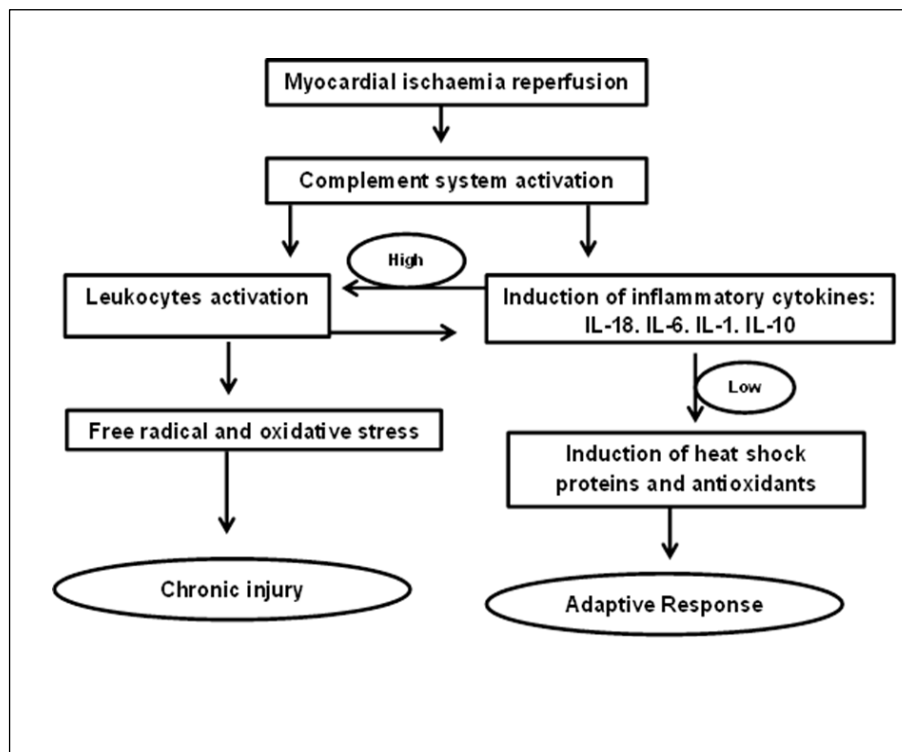 Myocardial ischaemia reperfusion
Complement system activation
High
Leukocytes activation
Induction of inflammatory cytokines:
IL-18. IL-6. IL-1. IL-10
Low
Free radical and oxidative stress
Induction of heat shock
proteins and antioxidants
Chronic injury
Adaptive Response